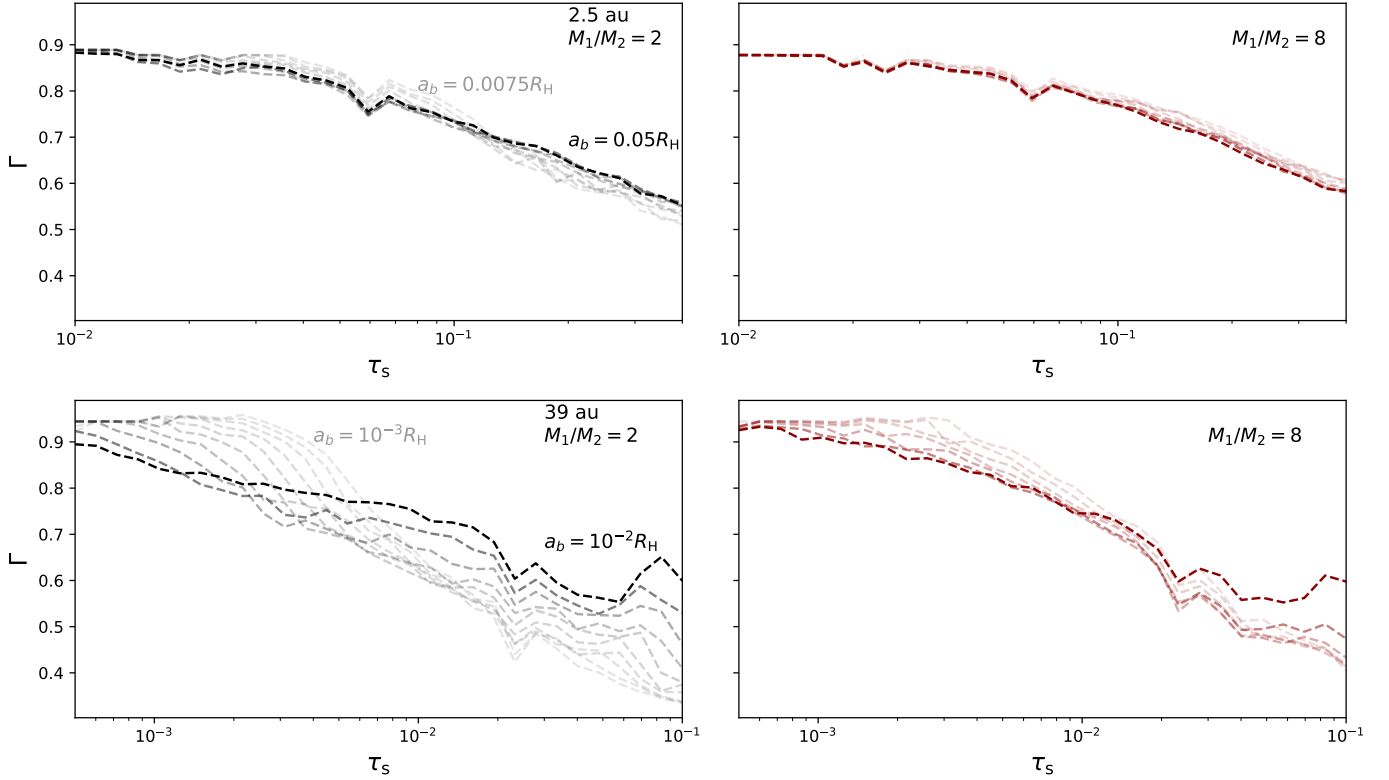 2.5 au
M₁/M₂ = 2
a_b = 0.0075R_H
a_b = 0.05R_H
Γ
0.9
0.8
0.7
0.6
0.5
0.4
10⁻² 10⁻¹
τ_s
M₁/M₂ = 8
10⁻² 10⁻¹
τ_s
39 au
M₁/M₂ = 2
a_b = 10⁻³R_H
a_b = 10⁻²R_H
Γ
0.9
0.8
0.7
0.6
0.5
0.4
10⁻³ 10⁻² 10⁻¹
τ_s
M₁/M₂ = 8
10⁻³ 10⁻² 10⁻¹
τ_s